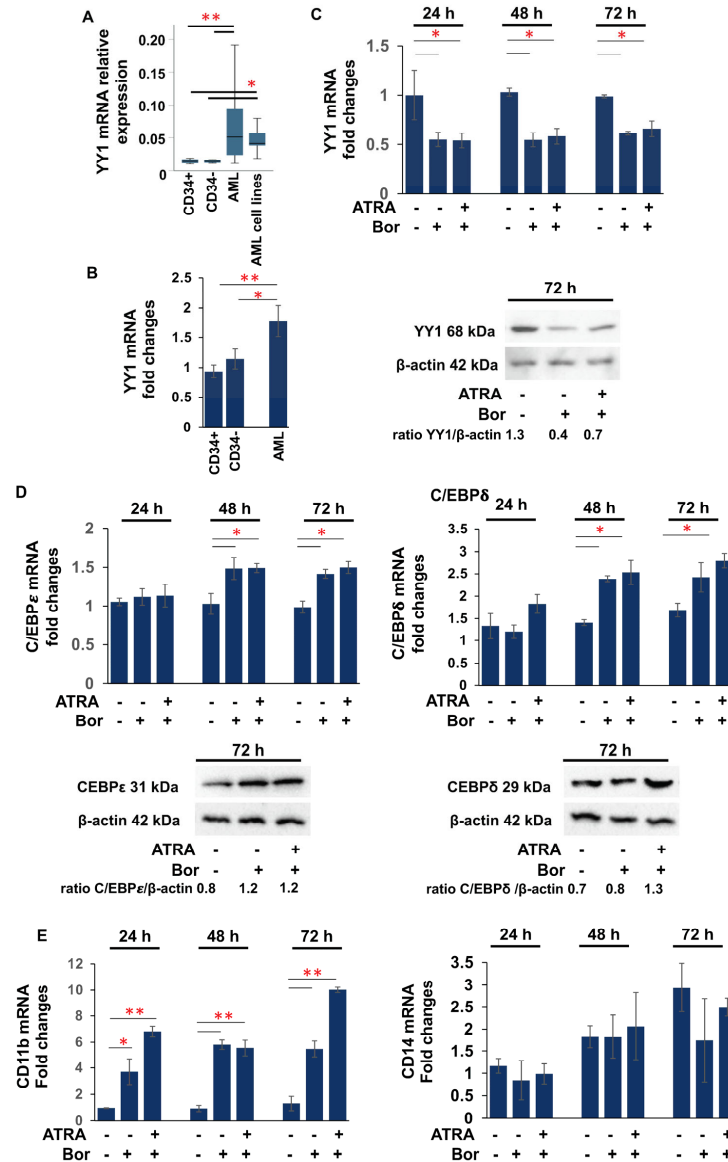 A
YY1 mRNA relative
expression
0.20
0.15
0.10
0.05
0
**
*
CD34+
CD34-
AML
AML cell lines
C
24 h 48 h 72 h
* * *
YY1 mRNA
fold changes
1.5
1
0.5
0
ATRA - - + - - + - - +
Bor - + + - + + - + +
B
YY1 mRNA
fold changes
2.5
2
1.5
1
0.5
0
**
*
CD34+
CD34-
AML
72 h
YY1 68 kDa
β-actin 42 kDa
ATRA - - +
Bor - + +
ratio YY1/β-actin 1.3 0.4 0.7
D
24 h 48 h 72 h
* *
C/EBPε mRNA
fold changes
2
1.5
1
0.5
0
ATRA - - + - - + - - +
Bor - + + - + + - + +
C/EBPδ
24 h 48 h 72 h
* *
C/EBPδ mRNA
fold changes
3.5
3
2.5
2
1.5
1
0.5
0
ATRA - - + - - + - - +
Bor - + + - + + - + +
72 h
CEBPε 31 kDa
β-actin 42 kDa
ATRA - - +
Bor - + +
ratio C/EBPε/β-actin 0.8 1.2 1.2
72 h
CEBPδ 29 kDa
β-actin 42 kDa
ATRA - - +
Bor - + +
ratio C/EBPδ /β-actin 0.7 0.8 1.3
E
24 h 48 h 72 h
* ** ** **
CD11b mRNA
Fold changes
12
10
8
6
4
2
0
ATRA - - + - - + - - +
Bor - + + - + + - + +
24 h 48 h 72 h
CD14 mRNA
Fold changes
3.5
3
2.5
2
1.5
1
0.5
0
ATRA - - + - - + - - +
Bor - + + - + + - + +